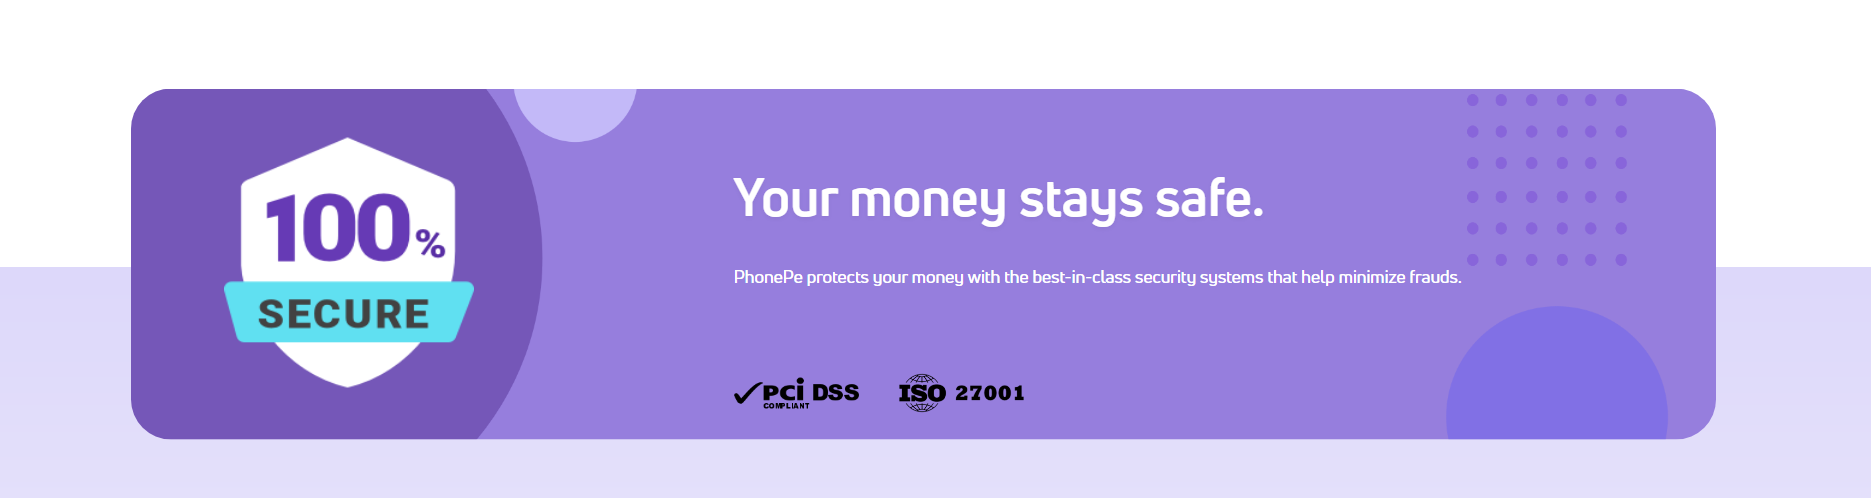 100%
SECURE
Your money stays safe.
PhonePe protects your money with the best-in-class security systems that help minimize frauds.
PCi DSS
COMPLIANT
ISO 27001